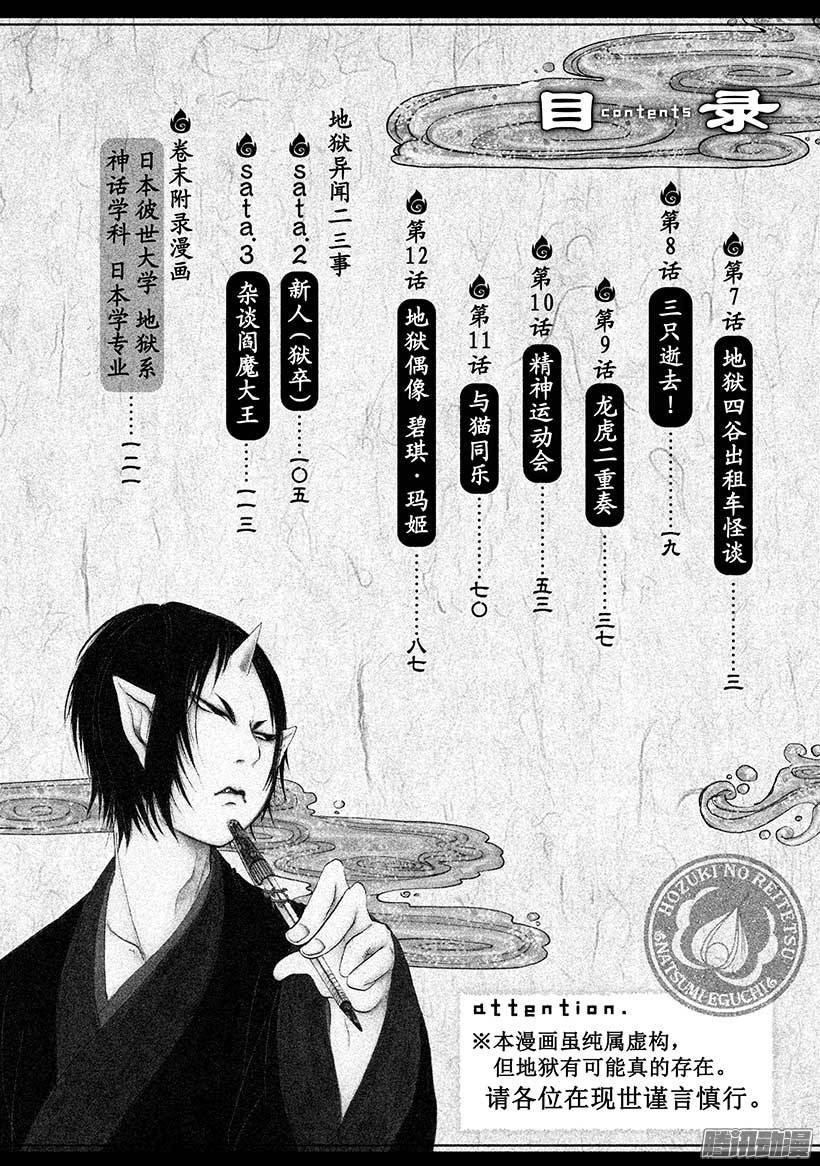 目录
contents
第7话 地狱四谷出租车怪谈……………三
第8话 三只逝去！……………一九
第9话 龙虎二重奏……………三七
第10话 精神运动会……………五三
第11话 与猫同乐……………七〇
第12话 地狱偶像 碧琪·玛姬……………八七
地狱异闻二三事
sata.2 新人（狱卒）……一〇五
sata.3 杂谈阎魔大王……一一三
卷末附录漫画
日本彼世大学 地狱系
神话学科 日本学专业……一二一
HOZUKI NO REITETSU
NATSUMI EGUCHI
attention.
※本漫画虽纯属虚构，
但地狱有可能真的存在。
请各位在现世谨言慎行。
腾讯动漫